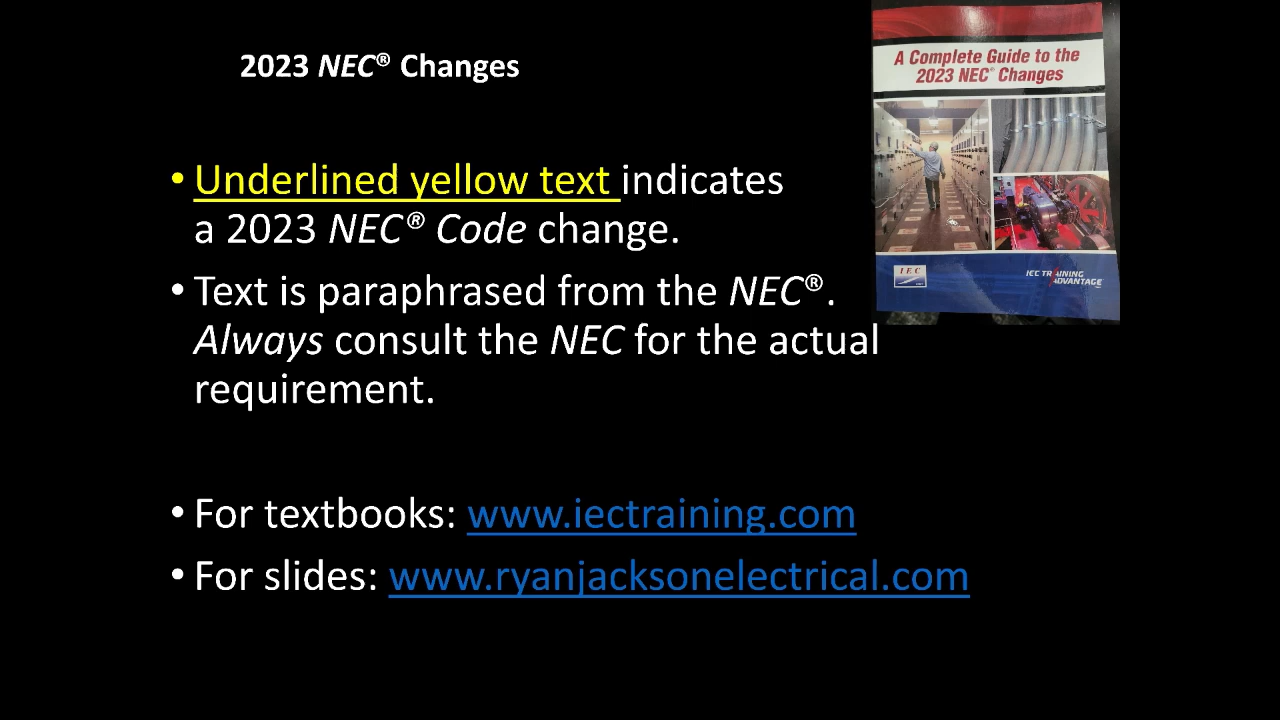 2023 NEC® Changes
A Complete Guide to the
2023 NEC® Changes
• Underlined yellow text indicates
a 2023 NEC® Code change.
• Text is paraphrased from the NEC®.
Always consult the NEC for the actual
requirement.
IEC
IEC TRAINING
ADVANTAGE
• For textbooks: www.iectraining.com
• For slides: www.ryanjacksonelectrical.com